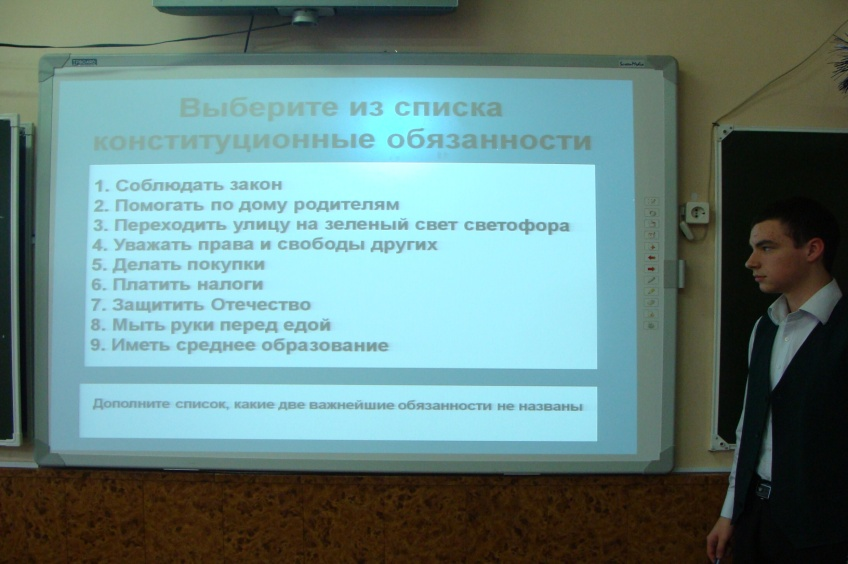 Выберите из списка
конституционные обязанности
1. Соблюдать закон
2. Помогать по дому родителям
3. Переходить улицу на зеленый свет светофора
4. Уважать права и свободы других
5. Делать покупки
6. Платить налоги
7. Защитить Отечество
8. Мыть руки перед едой
9. Иметь среднее образование
Дополните список, какие две важнейшие обязанности не названы